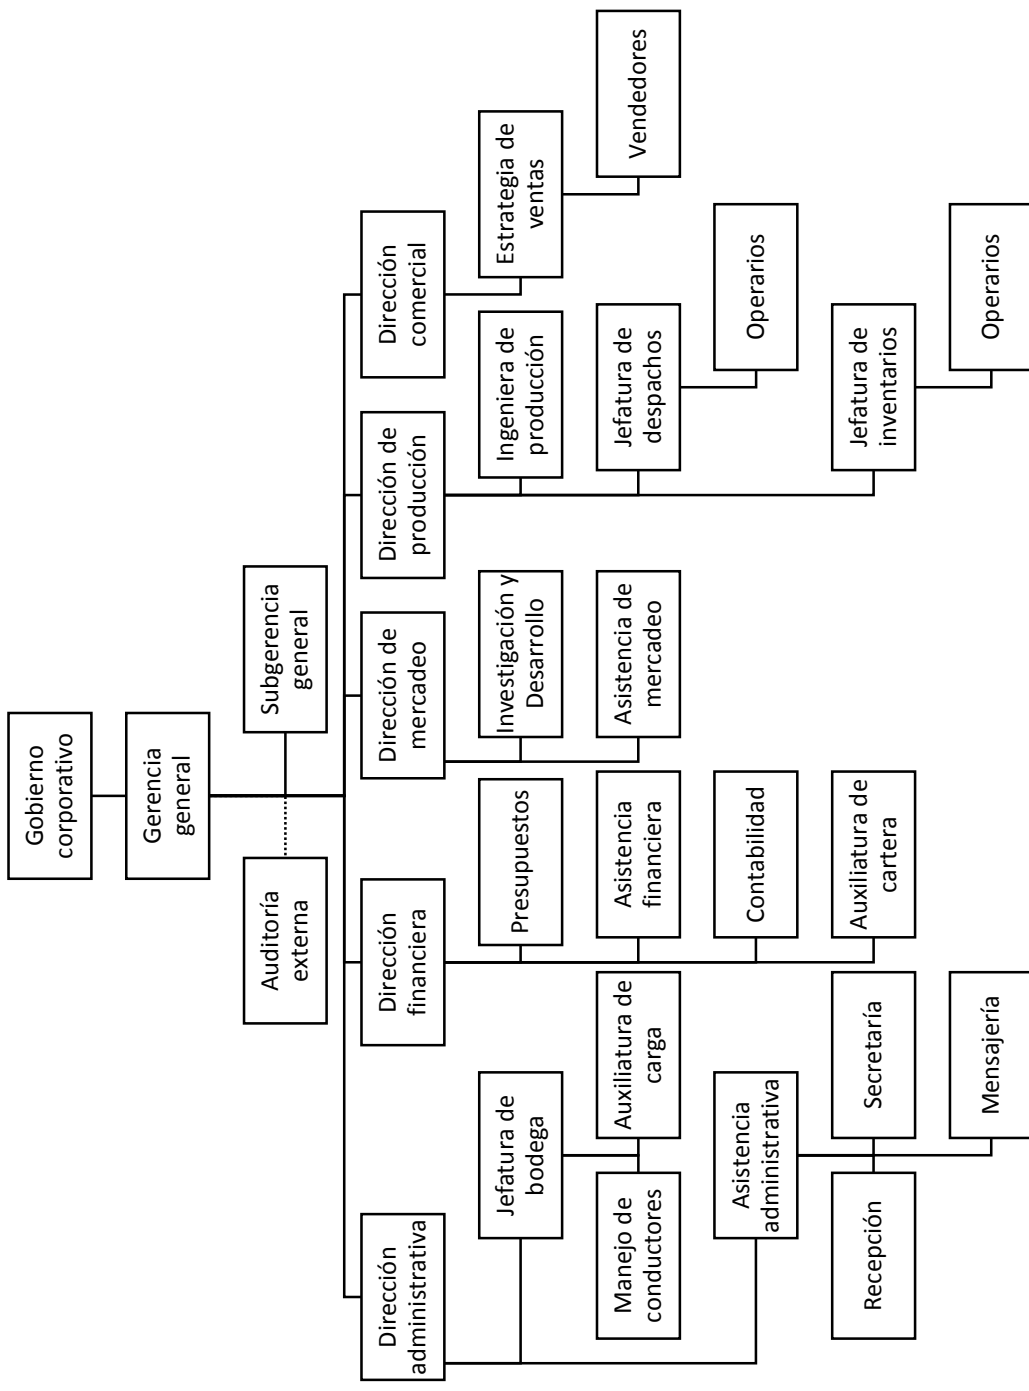 Gobierno
corporativo
Gerencia
general
Auditoría
externa
Subgerencia
general
Dirección
administrativa
Dirección
financiera
Dirección de
mercadeo
Dirección de
producción
Dirección
comercial
Jefatura de
bodega
Manejo de
conductores
Auxiliatura de
carga
Asistencia
administrativa
Recepción
Secretaría
Mensajería
Presupuestos
Asistencia
financiera
Contabilidad
Auxiliatura de
cartera
Investigación y
Desarrollo
Asistencia de
mercadeo
Ingeniera de
producción
Jefatura de
despachos
Operarios
Jefatura de
inventarios
Operarios
Estrategia de
ventas
Vendedores